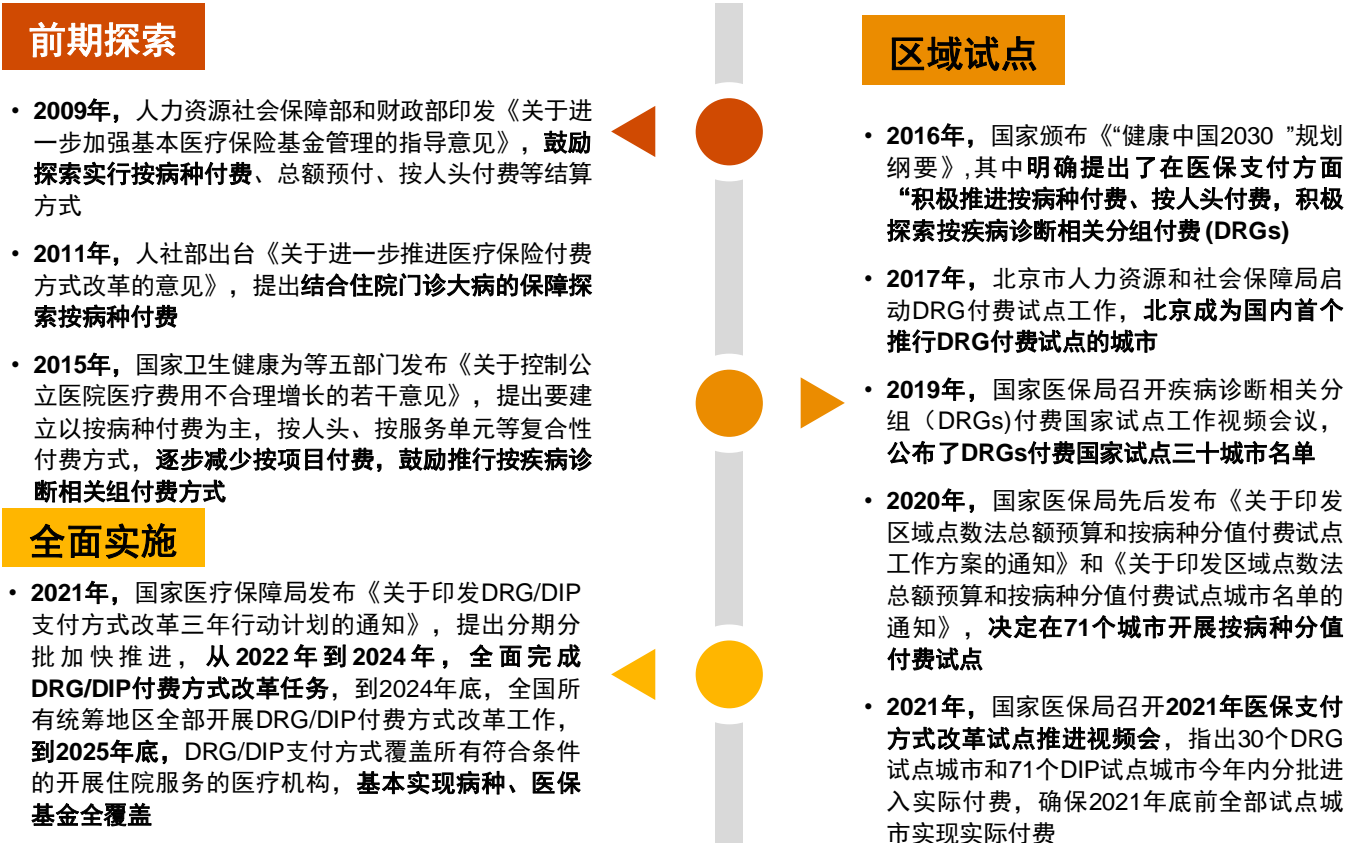 前期探索
• 2009年，人力资源社会保障部和财政部印发《关于进
一步加强基本医疗保险基金管理的指导意见》，鼓励
探索实行按病种付费、总额预付、按人头付费等结算
方式
• 2011年，人社部出台《关于进一步推进医疗保险付费
方式改革的意见》，提出结合住院门诊大病的保障探
索按病种付费
• 2015年，国家卫生健康为等五部门发布《关于控制公
立医院医疗费用不合理增长的若干意见》，提出要建
立以按病种付费为主，按人头、按服务单元等复合性
付费方式，逐步减少按项目付费，鼓励推行按疾病诊
断相关组付费方式
全面实施
• 2021年，国家医疗保障局发布《关于印发DRG/DIP
支付方式改革三年行动计划的通知》，提出分期分
批加快推进，从2022年到2024年，全面完成
DRG/DIP付费方式改革任务，到2024年底，全国所
有统筹地区全部开展DRG/DIP付费方式改革工作，
到2025年底，DRG/DIP支付方式覆盖所有符合条件
的开展住院服务的医疗机构，基本实现病种、医保
基金全覆盖
区域试点
• 2016年，国家颁布《“健康中国2030 ”规划
纲要》,其中明确提出了在医保支付方面
“积极推进按病种付费、按人头付费，积极
探索按疾病诊断相关分组付费 (DRGs)
• 2017年，北京市人力资源和社会保障局启
动DRG付费试点工作，北京成为国内首个
推行DRG付费试点的城市
• 2019年，国家医保局召开疾病诊断相关分
组（DRGs)付费国家试点工作视频会议，
公布了DRGs付费国家试点三十城市名单
• 2020年，国家医保局先后发布《关于印发
区域点数法总额预算和按病种分值付费试点
工作方案的通知》和《关于印发区域点数法
总额预算和按病种分值付费试点城市名单的
通知》，决定在71个城市开展按病种分值
付费试点
• 2021年，国家医保局召开2021年医保支付
方式改革试点推进视频会，指出30个DRG
试点城市和71个DIP试点城市今年内分批进
入实际付费，确保2021年底前全部试点城
市实现实际付费